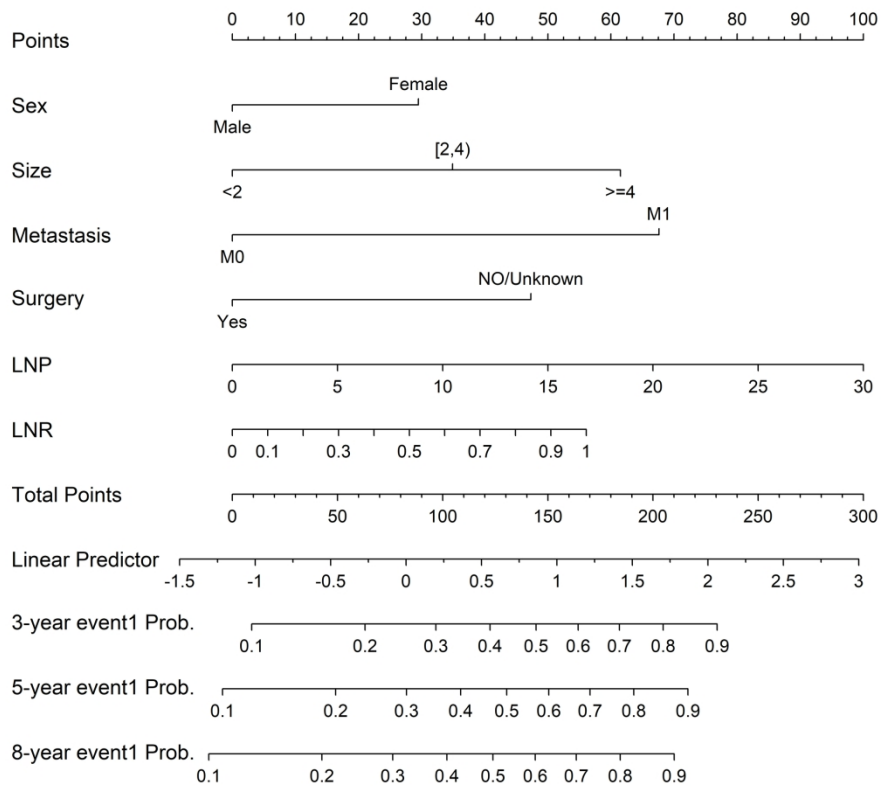 Points 0 10 20 30 40 50 60 70 80 90 100
Sex Female
Male
Size [2,4)
<2 >=4
Metastasis M1
M0
Surgery NO/Unknown
Yes
LNP
0 5 10 15 20 25 30
LNR
0 0.1 0.3 0.5 0.7 0.9 1
Total Points
0 50 100 150 200 250 300
Linear Predictor
-1.5 -1 -0.5 0 0.5 1 1.5 2 2.5 3
3-year event1 Prob.
0.1 0.2 0.3 0.4 0.5 0.6 0.7 0.8 0.9
5-year event1 Prob.
0.1 0.2 0.3 0.4 0.5 0.6 0.7 0.8 0.9
8-year event1 Prob.
0.1 0.2 0.3 0.4 0.5 0.6 0.7 0.8 0.9